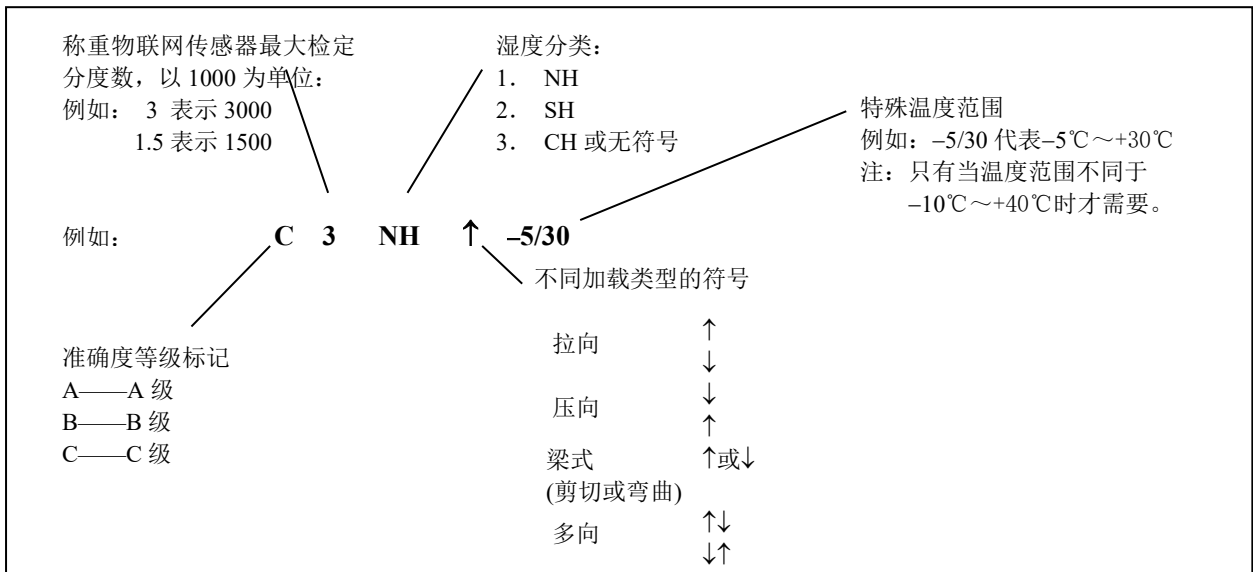 称重物联网传感器最大检定
分度数，以 1000 为单位：
例如： 3 表示 3000
1.5 表示 1500
湿度分类：
1. NH
2. SH
3. CH 或无符号
特殊温度范围
例如：–5/30 代表–5℃～+30℃
注：只有当温度范围不同于
–10℃～+40℃时才需要。
例如： C 3 NH ↑ –5/30
不同加载类型的符号
准确度等级标记
A——A 级
B——B 级
C——C 级
拉向 ↑
↓
压向 ↓
↑
梁式 ↑或↓
(剪切或弯曲)
多向 ↑↓
↓↑